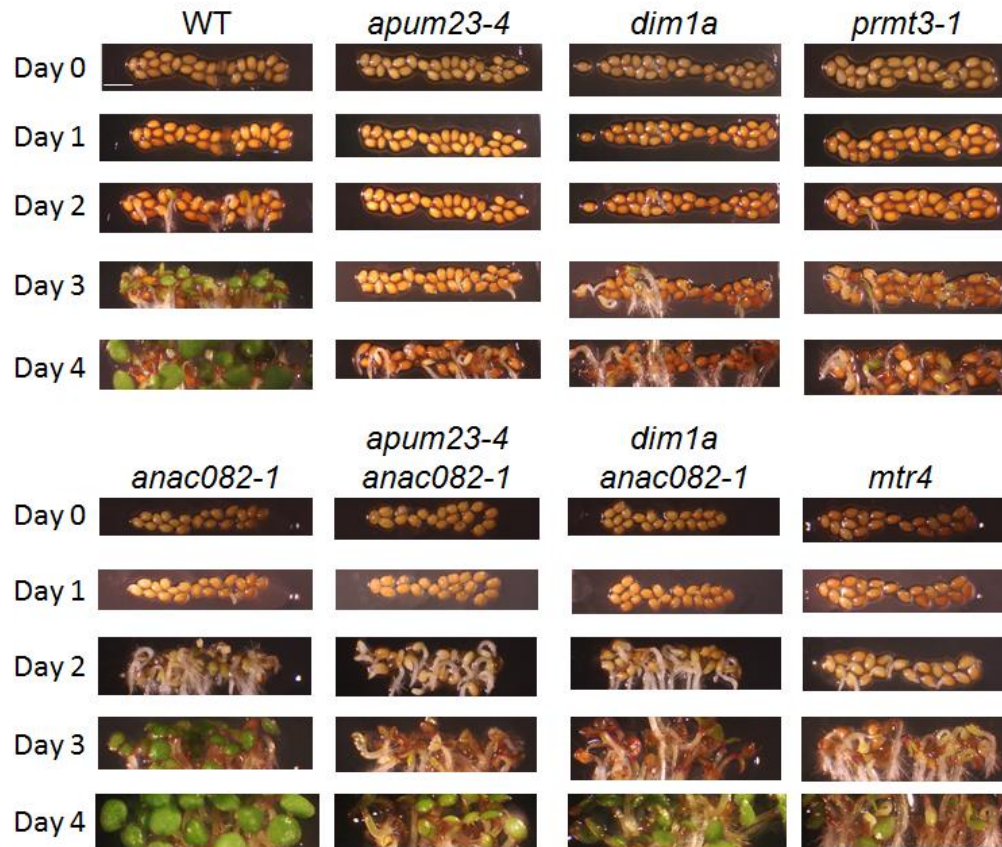 WT apum23-4 dim1a prmt3-1
Day 0
Day 1
Day 2
Day 3
Day 4
apum23-4 dim1a
anac082-1 anac082-1 anac082-1 mtr4
Day 0
Day 1
Day 2
Day 3
Day 4